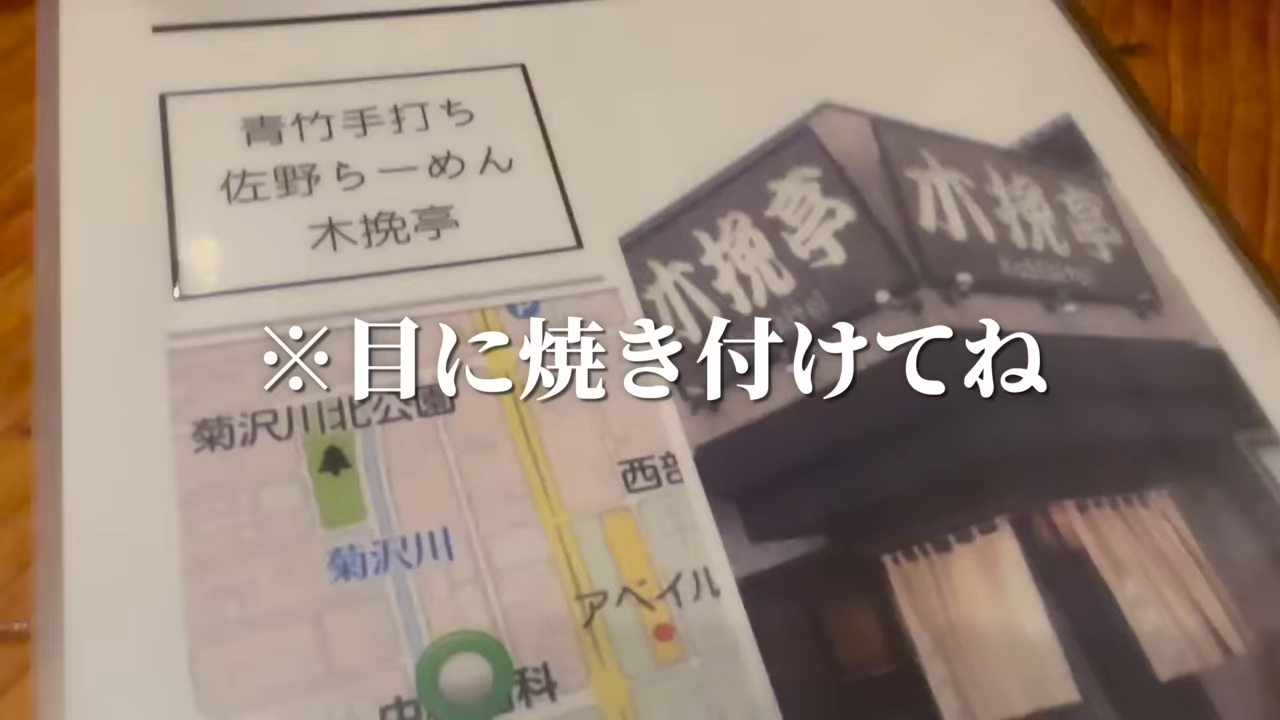 青竹手打ち
佐野らーめん
木挽亭
木挽亭
木挽亭
※目に焼き付けてね
菊沢川北公園
西部
菊沢川
アベイル
科